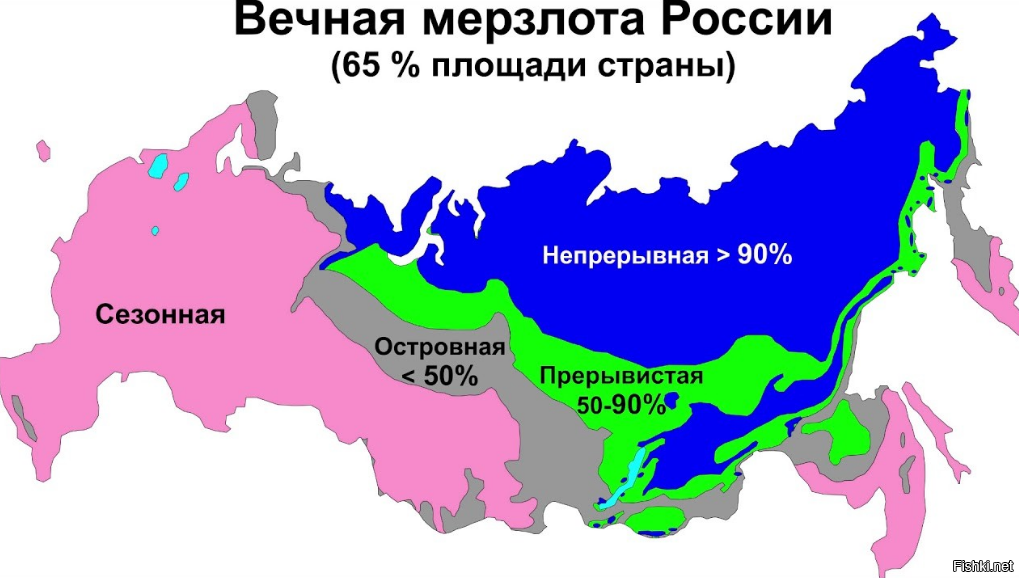 Вечная мерзлота России
(65 % площади страны)
Непрерывная > 90%
Сезонная
Островная
< 50%
Прерывистая
50-90%
Fishki.net